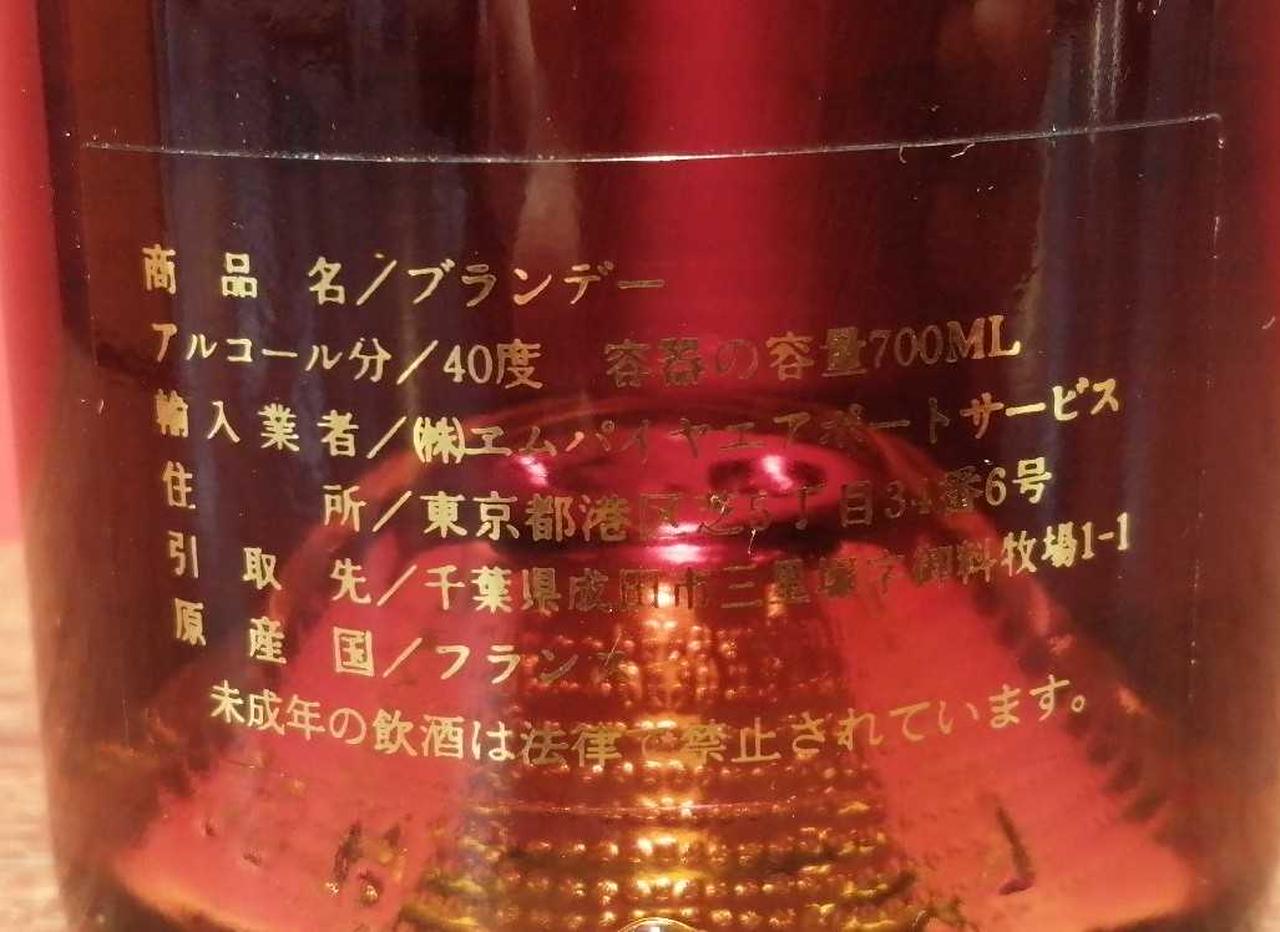 商品名／ブランデー
アルコール分／40度　容器の容量700ML
輸入業者／㈱エムパイヤエアポートサービス
住所／東京都港区芝5丁目34番6号
引取先／千葉県成田市三里塚字御料牧場1-1
原産国／フランス
未成年の飲酒は法律で禁止されています。